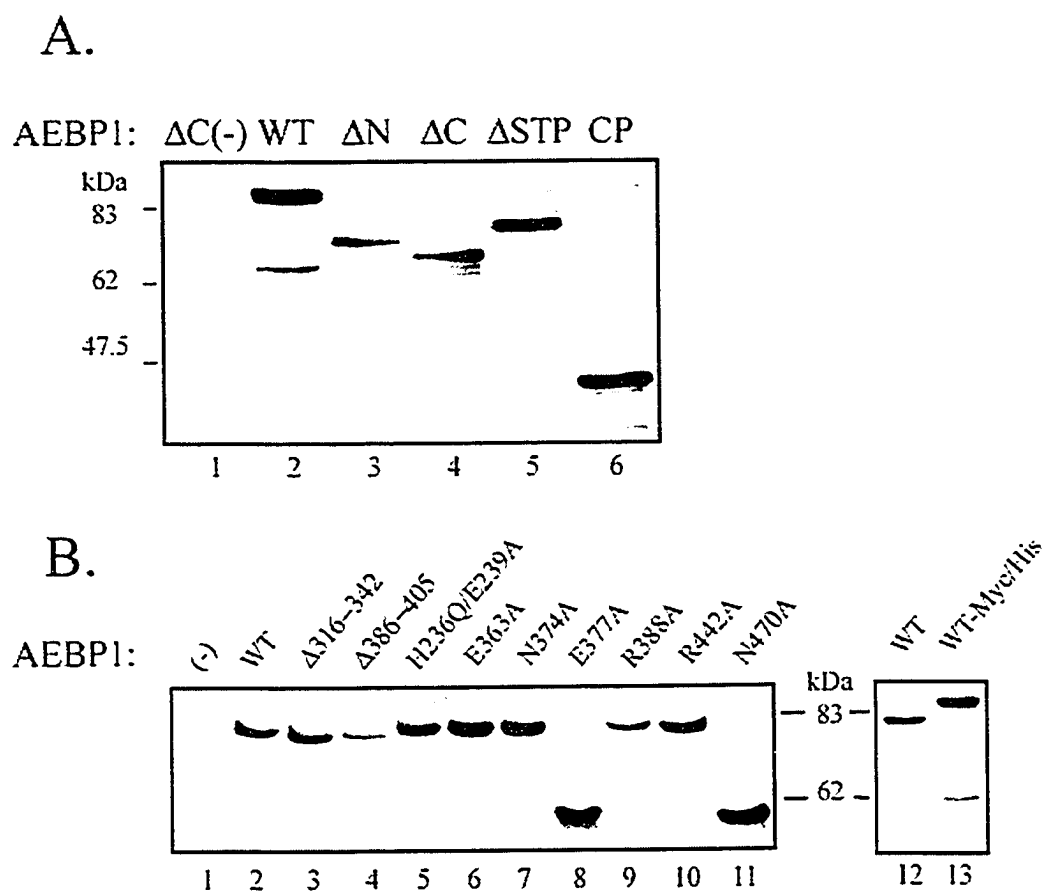 A.
AEBP1: ΔC(-) WT ΔN ΔC ΔSTP CP
kDa
83
62
47.5
1 2 3 4 5 6
B.
AEBP1: (-) WT Δ316-342 Δ386-405 H236Q/E239A E363A N374A E377A R388A R442A N470A WT WT-Myc/His
kDa
83
62
1 2 3 4 5 6 7 8 9 10 11 12 13